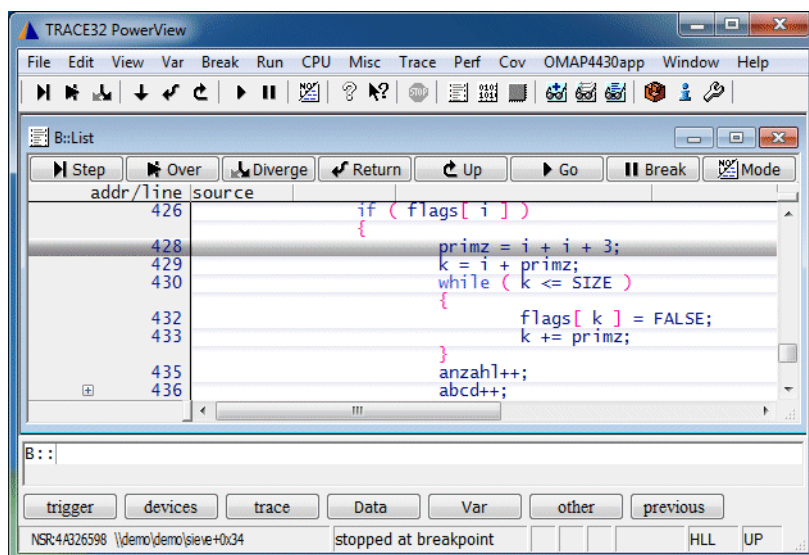 TRACE32 PowerView
File Edit View Var Break Run CPU Misc Trace Perf Cov OMAP4430app Window Help
B::List
Step Over Diverge Return Up Go Break Mode
addr/line source
426 if ( flags[ i ] )
{
428 primz = i + i + 3;
429 k = i + primz;
430 while ( k <= SIZE )
{
432 flags[ k ] = FALSE;
433 k += primz;
}
435 anzahl++;
436 abcd++;
B::
trigger devices trace Data Var other previous
NSR:4A326598 \\demo\demo\sieve+0x34 stopped at breakpoint HLL UP